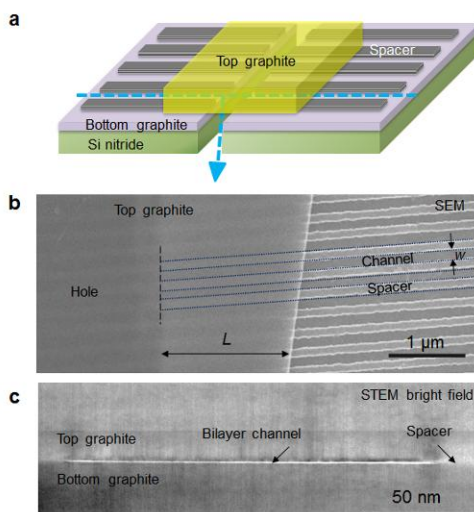 a
Spacer
Top graphite
Bottom graphite
Si nitride
b
SEM
Top graphite
Channel
w
Hole
Spacer
L
1 μm
c
STEM bright field
Top graphite
Bilayer channel
Spacer
Bottom graphite
50 nm